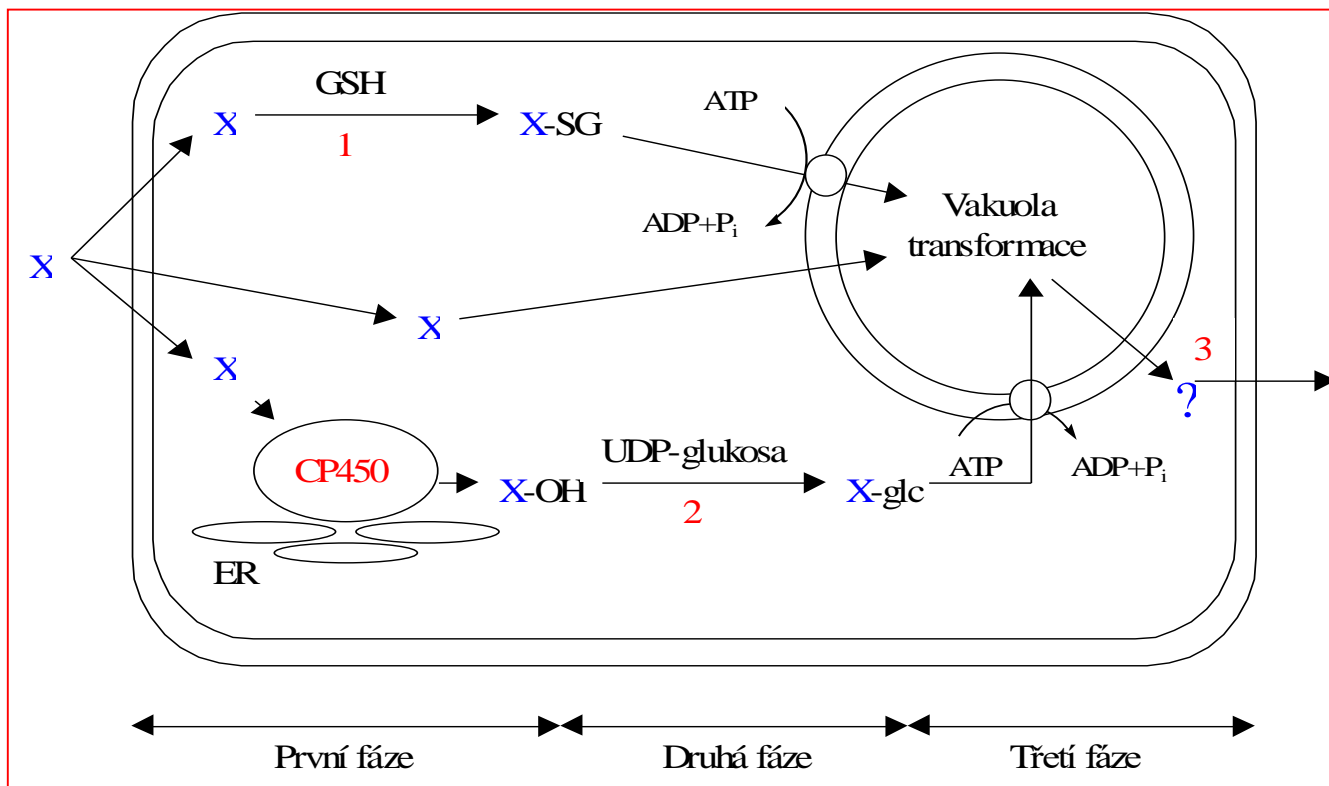 GSH
X
1
X-SG
ATP
ADP+Pi
Vakuola
transformace
X
X
X
3
?
CP450
X-OH
UDP-glukosa
2
X-glc
ATP
ADP+Pi
ER
První fáze
Druhá fáze
Třetí fáze